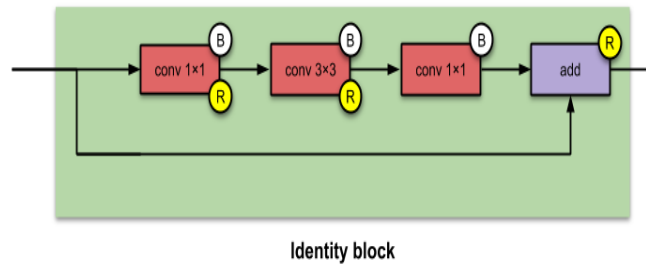 B B B R
conv 1×1 conv 3×3 conv 1×1 add
R R
Identity block